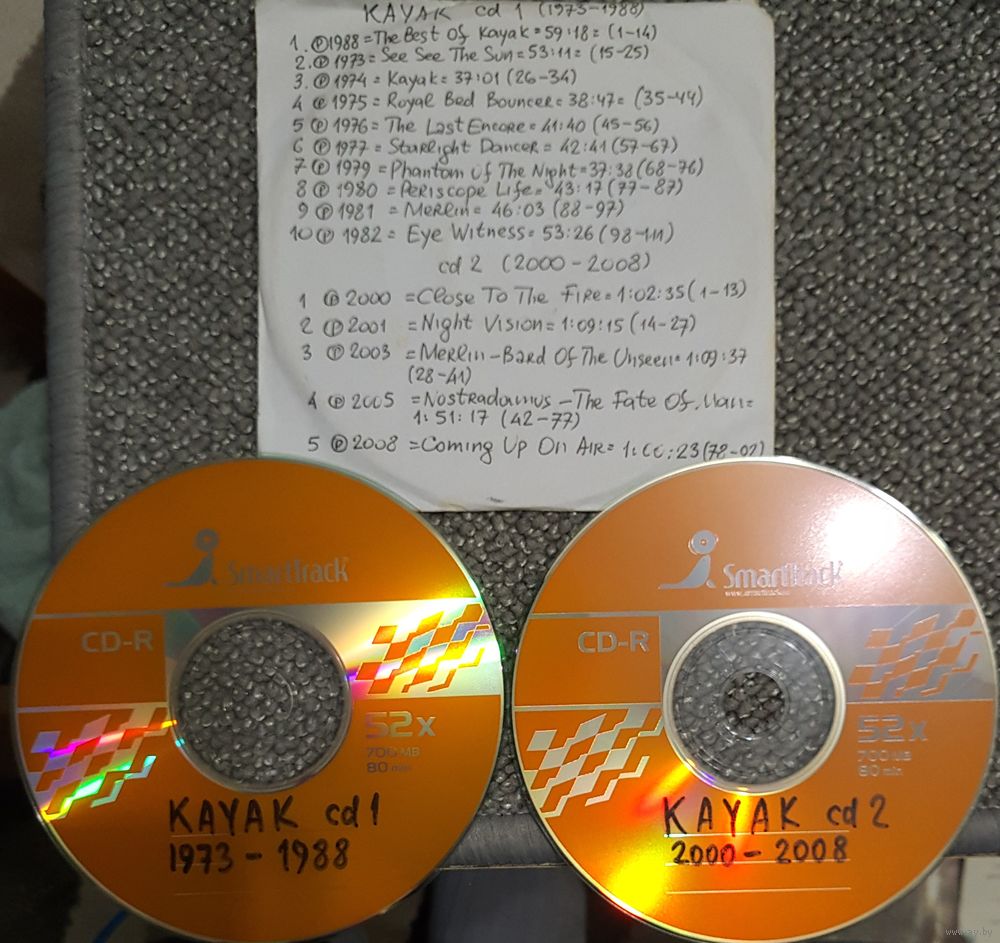 KAYAK cd 1 (1973-1988)
1. Ⓟ1988 = The Best Of Kayak = 59:18 = (1-14)
2. Ⓟ1973 = See See The Sun = 53:11 = (15-25)
3. Ⓟ 1974 = Kayak = 37:01 (26-34)
4 Ⓟ 1975 = Royal Bed Bouncer = 38:47 = (35-44)
5 Ⓟ 1976 = The Last Encore = 41:40 (45-56)
6 Ⓟ 1977 = Starlight Dancer = 42:41 (57-67)
7 Ⓟ 1979 = Phantom Of The Night = 37:38 (68-76)
8 Ⓟ 1980 = Periscope Life = 43:17 (77-87)
9 Ⓟ 1981 = Merlin = 46:03 (88-97)
10 Ⓟ 1982 = Eye Witness = 53:26 (98-111)
cd 2 (2000-2008)
1 Ⓟ 2000 = Close To The Fire = 1:02:35 (1-13)
2 Ⓟ 2001 = Night Vision = 1:09:15 (14-27)
3 Ⓟ 2003 = Merlin - Bard Of The Unseen = 1:09:37
(28-41)
4 Ⓟ 2005 = Nostradamus - The Fate Of Man =
1:51:17 (42-77)
5 Ⓟ 2008 = Coming Up On Air =
SmartTrack
CD-R
52x
700 MB
80 min
KAYAK cd 1
1973 - 1988
SmartTrack
CD-R
52x
700 MB
80 min
KAYAK cd 2
2000 - 2008
www.ay.by